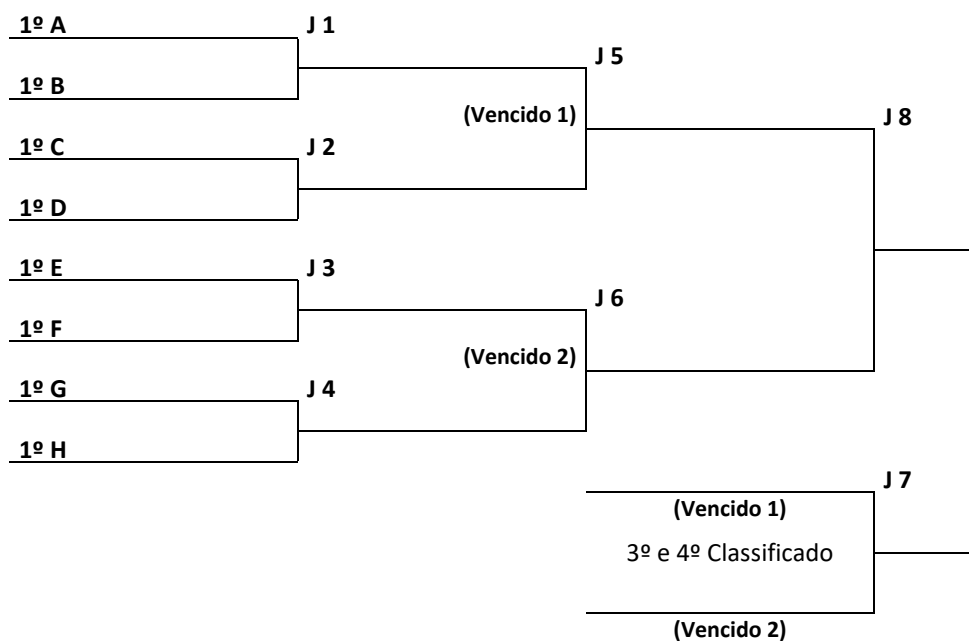 1º A
J 1
J 5
1º B
(Vencido 1)
J 8
1º C
J 2
1º D
1º E
J 3
J 6
1º F
(Vencido 2)
1º G
J 4
1º H
J 7
(Vencido 1)
3º e 4º Classificado
(Vencido 2)